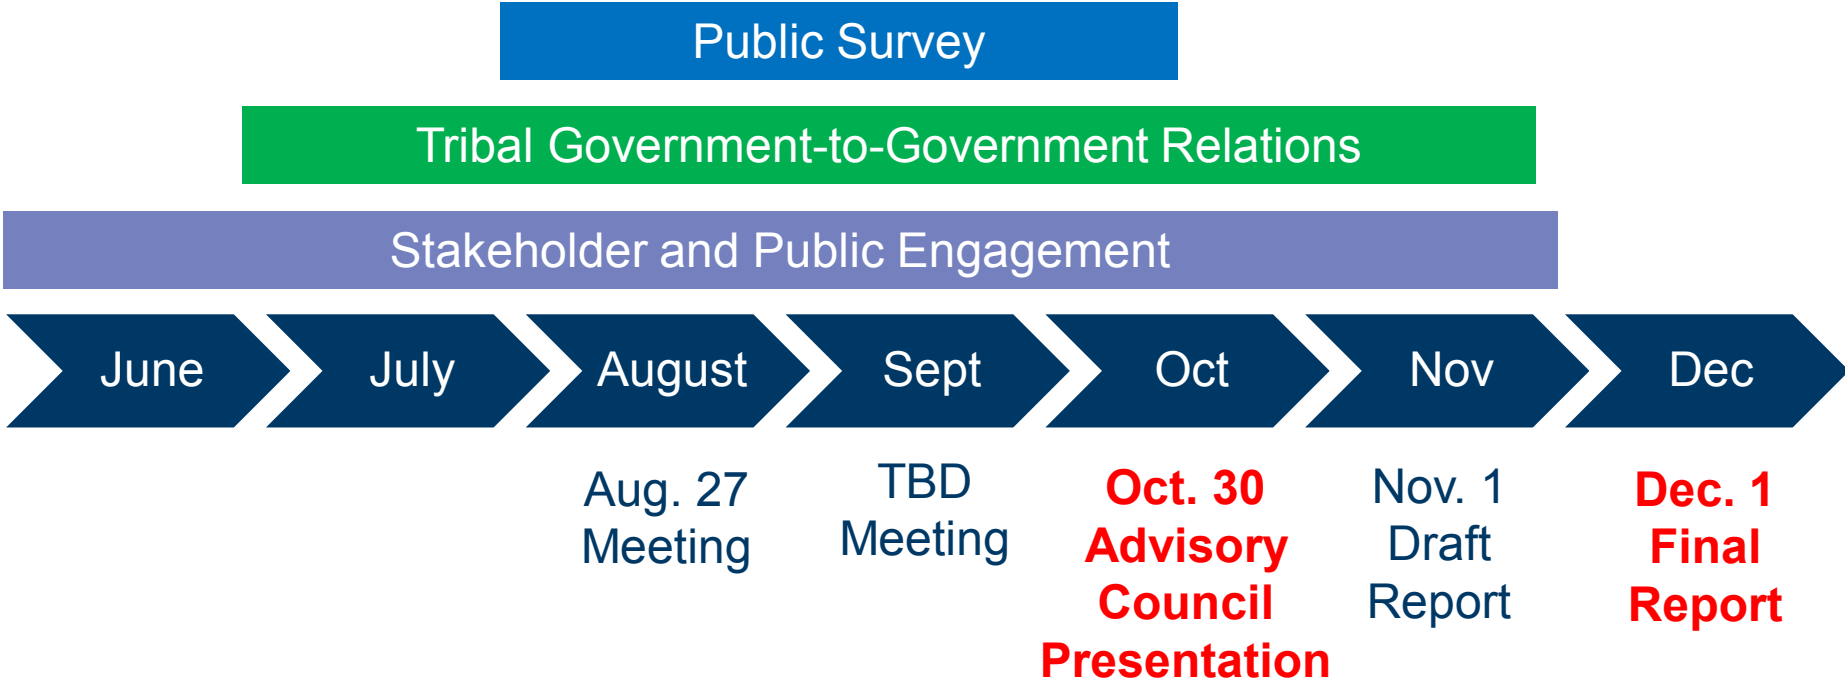 Public Survey
Tribal Government-to-Government Relations
Stakeholder and Public Engagement
June
July
August
Sept
Oct
Nov
Dec
Aug. 27
Meeting
TBD
Meeting
Oct. 30
Advisory
Council
Presentation
Nov. 1
Draft
Report
Dec. 1
Final
Report